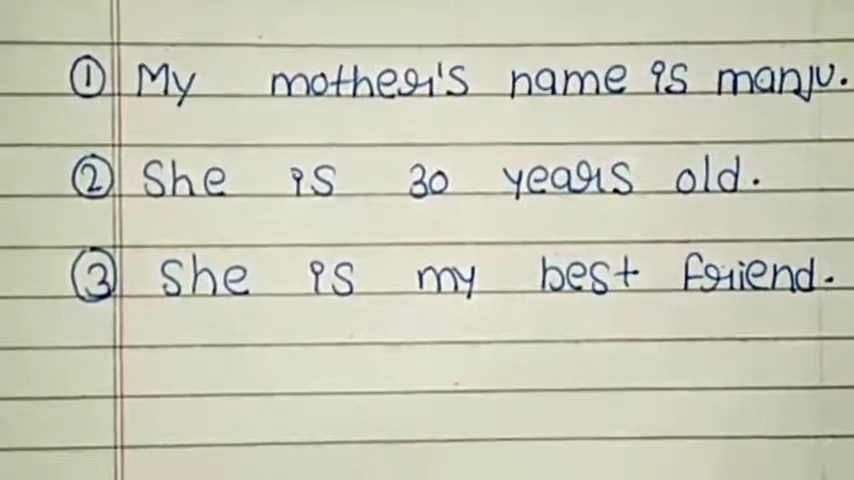 ① My mother's name is manju.
② She is 30 years old.
③ She is my best friend.